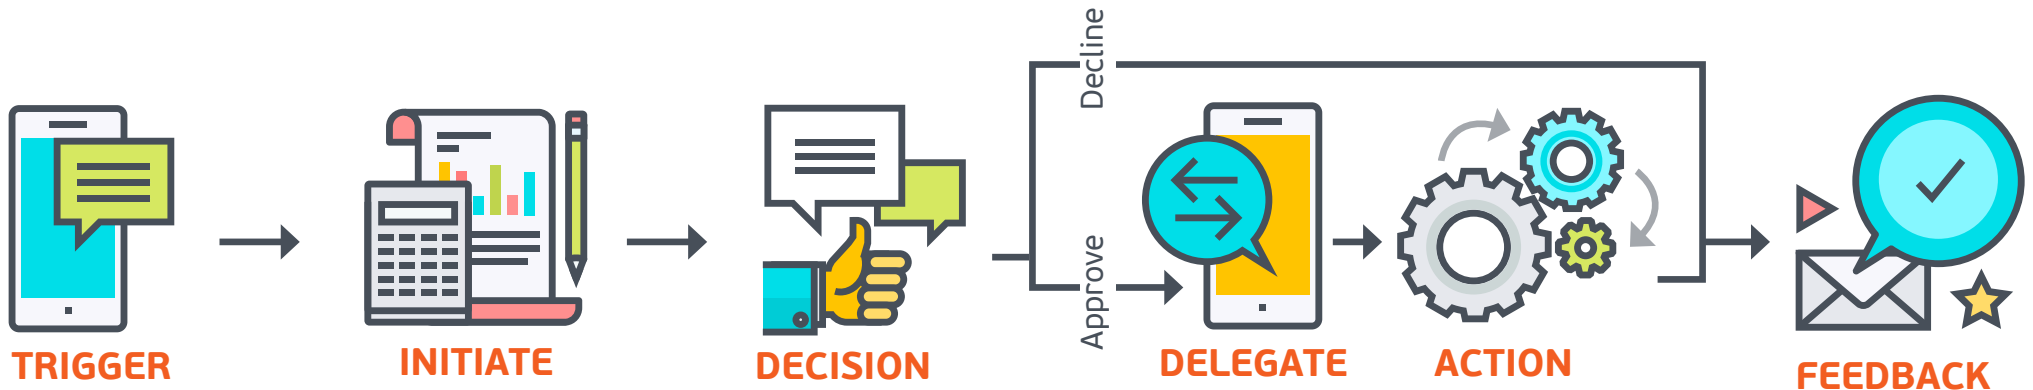 TRIGGER
INITIATE
DECISION
Decline
Approve
DELEGATE
ACTION
FEEDBACK